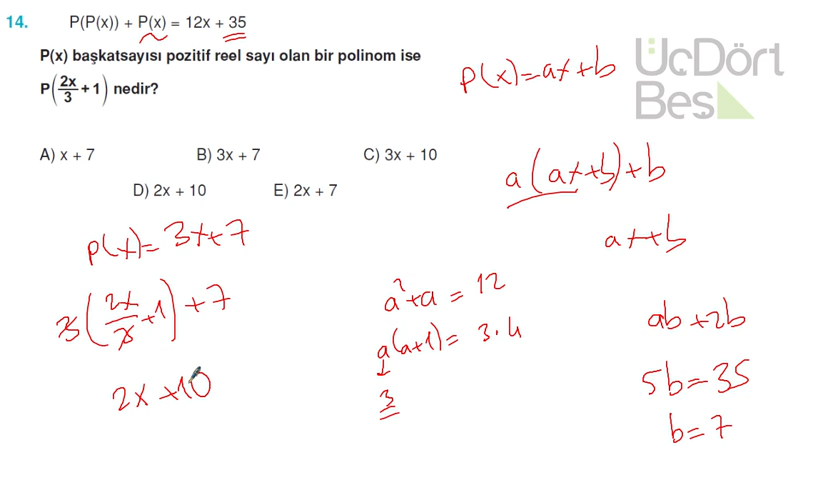 14. P(P(x)) + P(x) = 12x + 35
P(x) başkatsayısı pozitif reel sayı olan bir polinom ise
P(2x/3 + 1) nedir?
A) x + 7 B) 3x + 7 C) 3x + 10
D) 2x + 10 E) 2x + 7
ÜçDört
Beş
P(x) = ax + b
a(ax+b)+b
ax+b
P(x) = 3x+7
3(2x/3 + 1) + 7
2x + 10
a² + a = 12
a(a+1) = 3.4
3
ab + 2b
5b = 35
b = 7